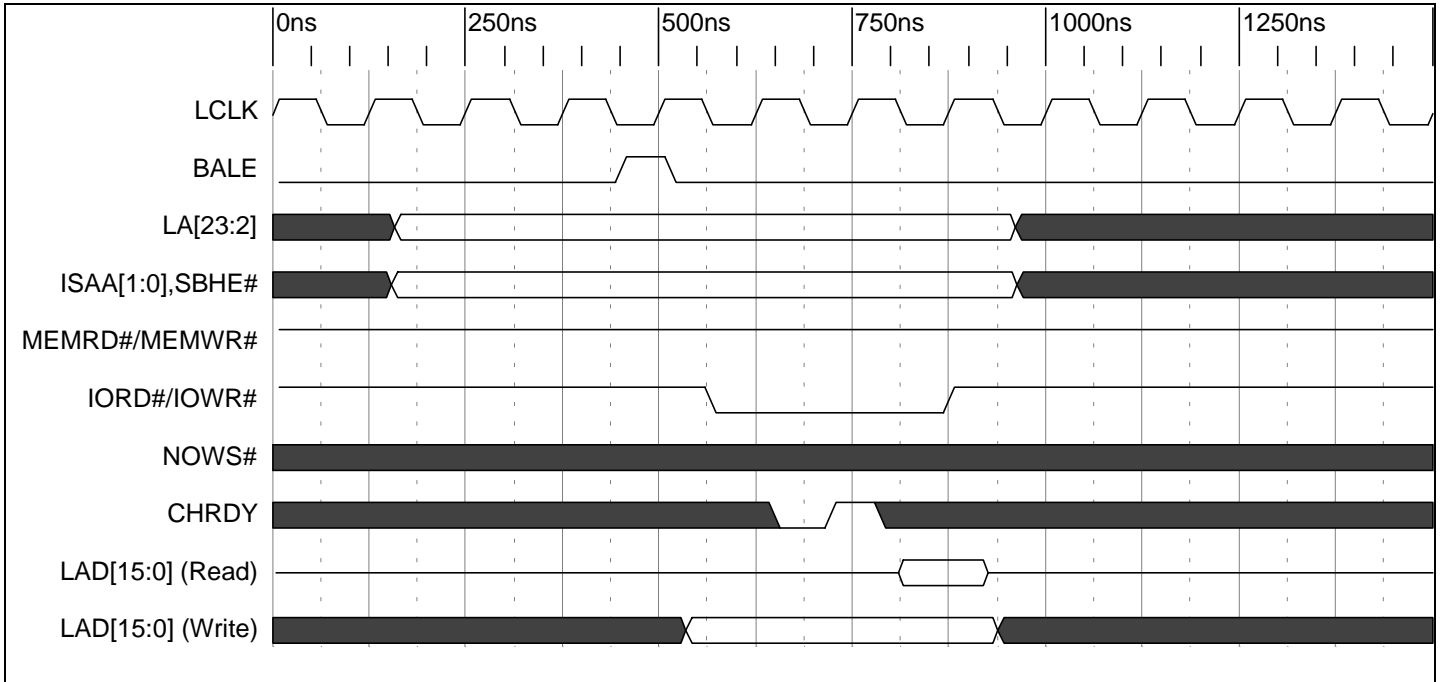 0ns 250ns 500ns 750ns 1000ns 1250ns
LCLK
BALE
LA[23:2]
ISAA[1:0],SBHE#
MEMRD#/MEMWR#
IORD#/IOWR#
NOWS#
CHRDY
LAD[15:0] (Read)
LAD[15:0] (Write)